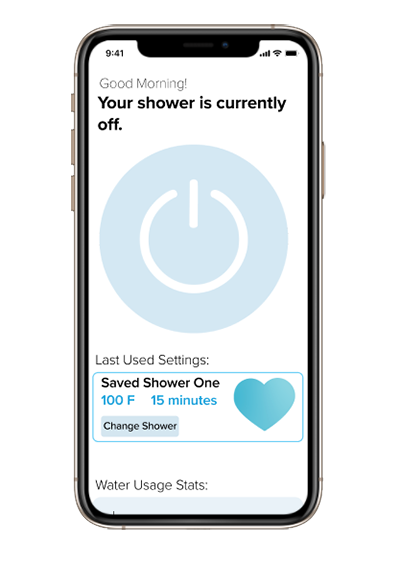 9:41
Good Morning!
Your shower is currently
off.
Last Used Settings:
Saved Shower One
100 F 15 minutes
Change Shower
Water Usage Stats: